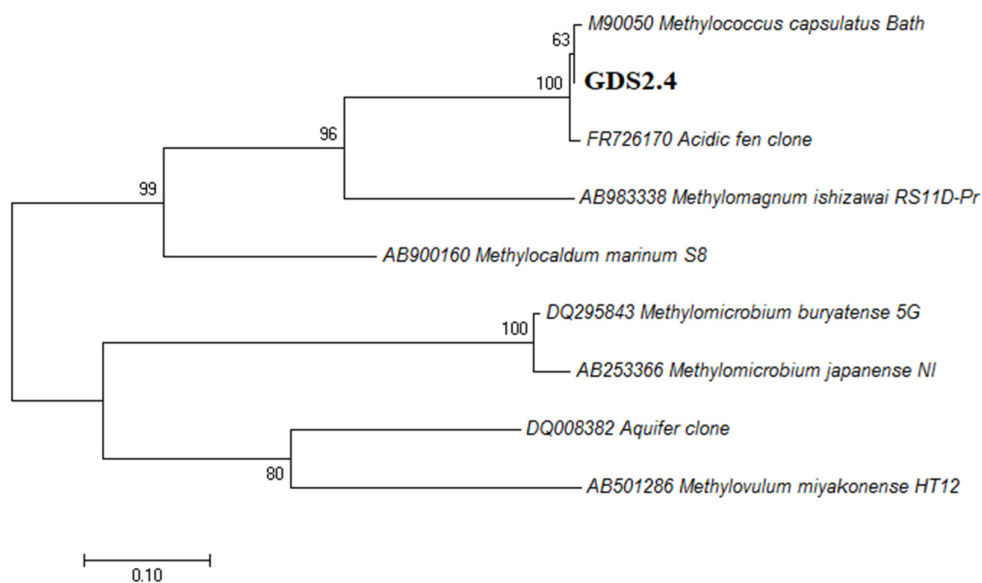 M90050 Methylococcus capsulatus Bath
63
GDS2.4
100
FR726170 Acidic fen clone
96
AB983338 Methylomagnum ishizawai RS11D-Pr
99
AB900160 Methylocaldum marinum S8
DQ295843 Methylomicrobium buryatense 5G
100
AB253366 Methylomicrobium japanense NI
DQ008382 Aquifer clone
80
AB501286 Methylovulum miyakonense HT12
0.10